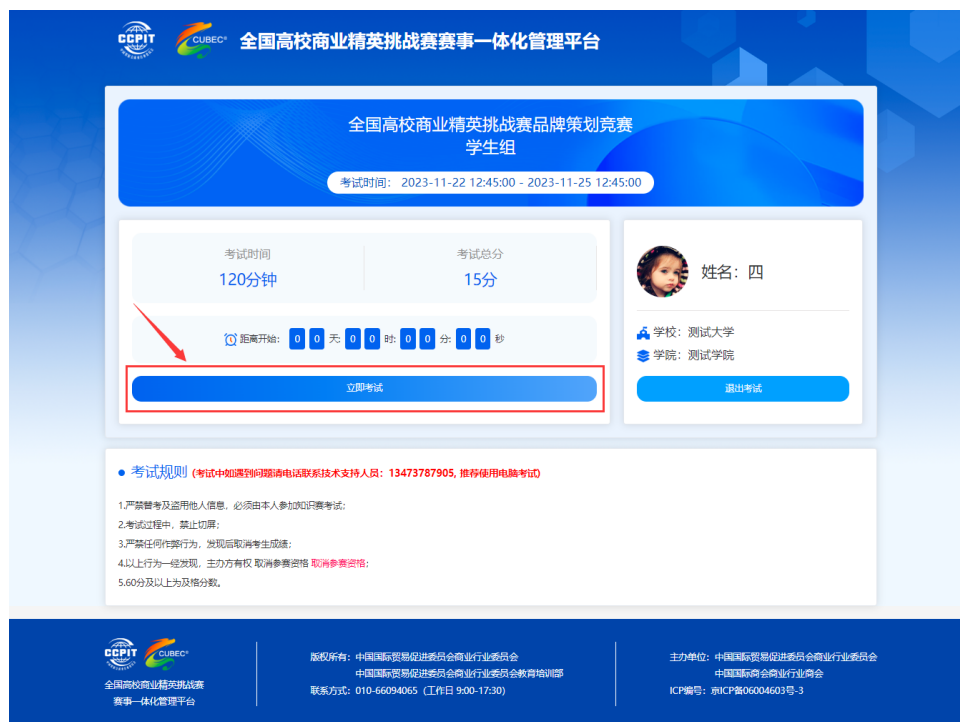 CCPIT CUBEC 全国高校商业精英挑战赛赛事一体化管理平台
全国高校商业精英挑战赛品牌策划竞赛
学生组
考试时间： 2023-11-22 12:45:00 - 2023-11-25 12:45:00
考试时间 考试总分
120分钟 15分
距离开始: 0 0 天: 0 0 时: 0 0 分: 0 0 秒
立即考试
姓名：四
学校：测试大学
学院：测试学院
退出考试
考试规则 (考试中如遇到问题请电话联系技术支持人员：13473787905, 推荐使用电脑考试)
1.严禁替考及盗用他人信息，必须由本人参加知识赛考试;
2.考试过程中，禁止切屏;
3.严禁任何作弊行为，发现后取消考生成绩;
4.以上行为一经发现，主办方有权 取消参赛资格 取消参赛资格;
5.60分及以上为及格分数。
CCPIT CUBEC
全国高校商业精英挑战赛
赛事一体化管理平台
版权所有：中国国际贸易促进委员会商业行业委员会
中国国际贸易促进委员会商业行业委员会教育培训部
联系方式：010-66094065（工作日 9:00-17:30）
主办单位：中国国际贸易促进委员会商业行业委员会
中国国际商会商业行业商会
ICP编号：京ICP备06004603号-3